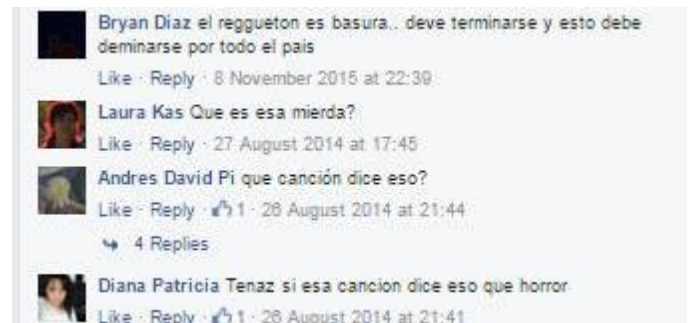 Bryan Diaz el reggueton es basura.. deve terminarse y esto debe
deminarse por todo el pais
Like · Reply · 8 November 2015 at 22:39
Laura Kas Que es esa mierda?
Like · Reply · 27 August 2014 at 17:45
Andres David Pi que canción dice eso?
Like · Reply · 1 · 26 August 2014 at 21:44
4 Replies
Diana Patricia Tenaz si esa cancion dice eso que horror
Like · Reply · 1 · 26 August 2014 at 21:41